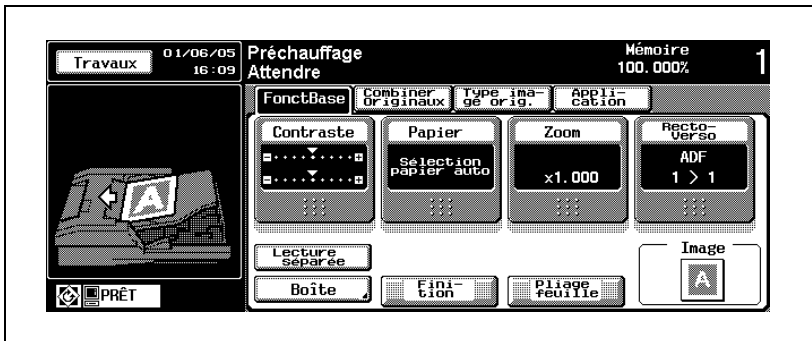 Travaux
01/06/05
16:09
Préchauffage
Attendre
Mémoire
100.000%
1
FonctBase
Combiner
Originaux
Type ima-
ge orig.
Appli-
cation
Contraste
Papier
Sélection
papier auto
Zoom
x1.000
Recto-
Verso
ADF
1 > 1
A
Lecture
séparée
Boîte
Fini-
tion
Pliage
feuille
Image
A
PRÊT